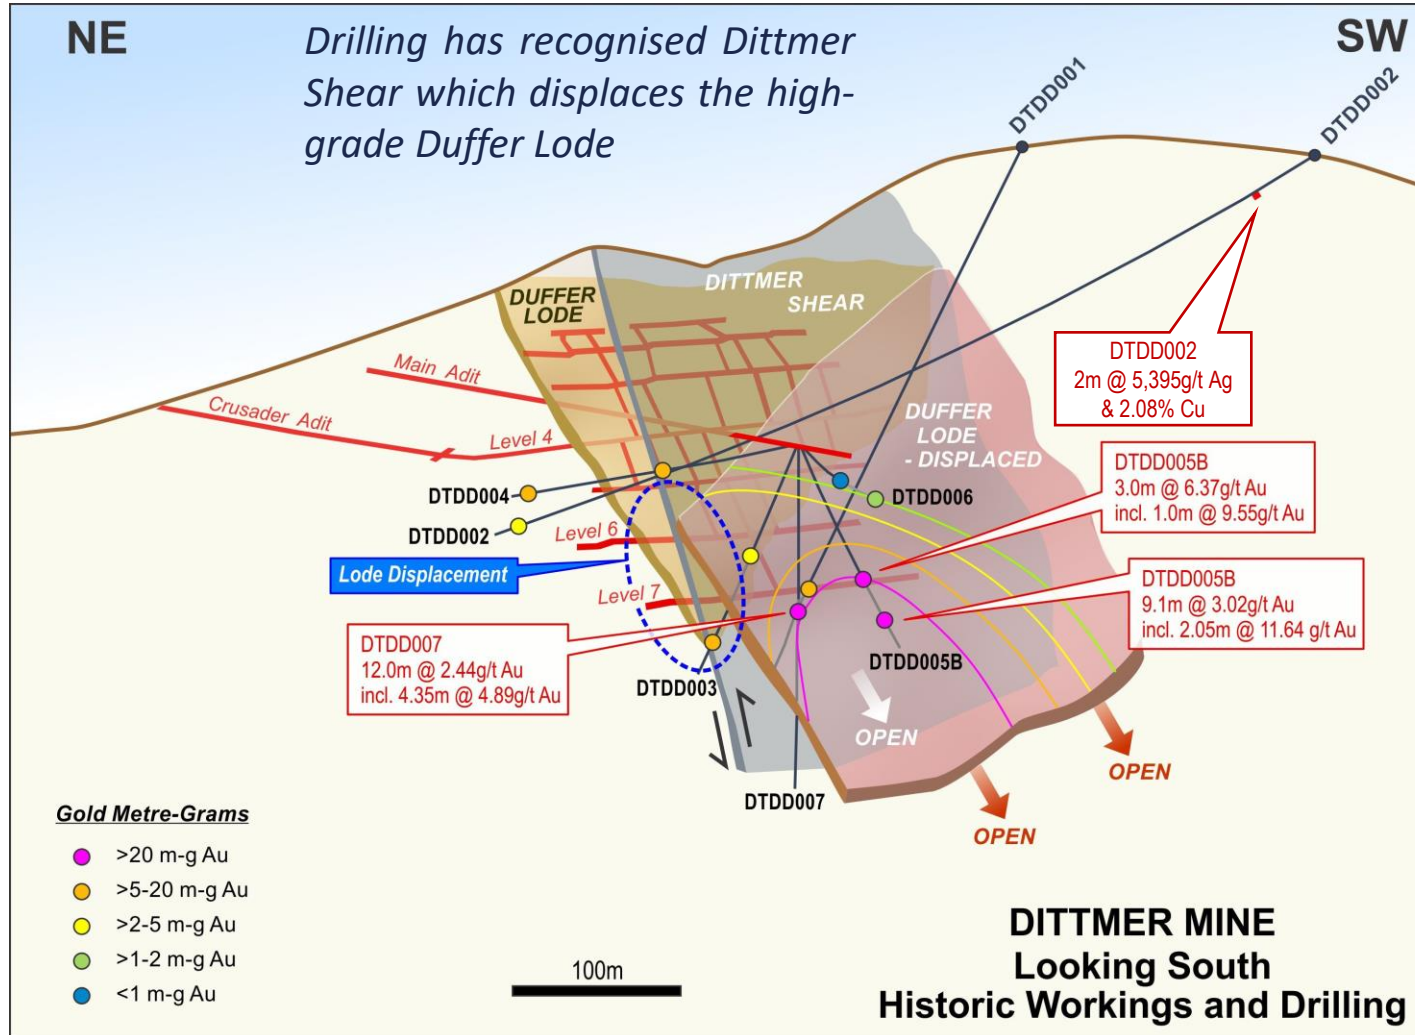 NE
SW
Drilling has recognised Dittmer
Shear which displaces the high-
grade Duffer Lode
DTDD001
DTDD002
DUFFER
LODE
DITTMER
SHEAR
Main Adit
Crusader Adit
Level 4
DTDD002
2m @ 5,395g/t Ag
& 2.08% Cu
DUFFER
LODE
- DISPLACED
DTDD005B
3.0m @ 6.37g/t Au
incl. 1.0m @ 9.55g/t Au
DTDD004
DTDD002
DTDD006
Level 6
Lode Displacement
Level 7
DTDD005B
9.1m @ 3.02g/t Au
incl. 2.05m @ 11.64 g/t Au
DTDD007
12.0m @ 2.44g/t Au
incl. 4.35m @ 4.89g/t Au
DTDD003
DTDD005B
OPEN
OPEN
OPEN
DTDD007
Gold Metre-Grams
>20 m-g Au
>5-20 m-g Au
>2-5 m-g Au
>1-2 m-g Au
<1 m-g Au
100m
DITTMER MINE
Looking South
Historic Workings and Drilling